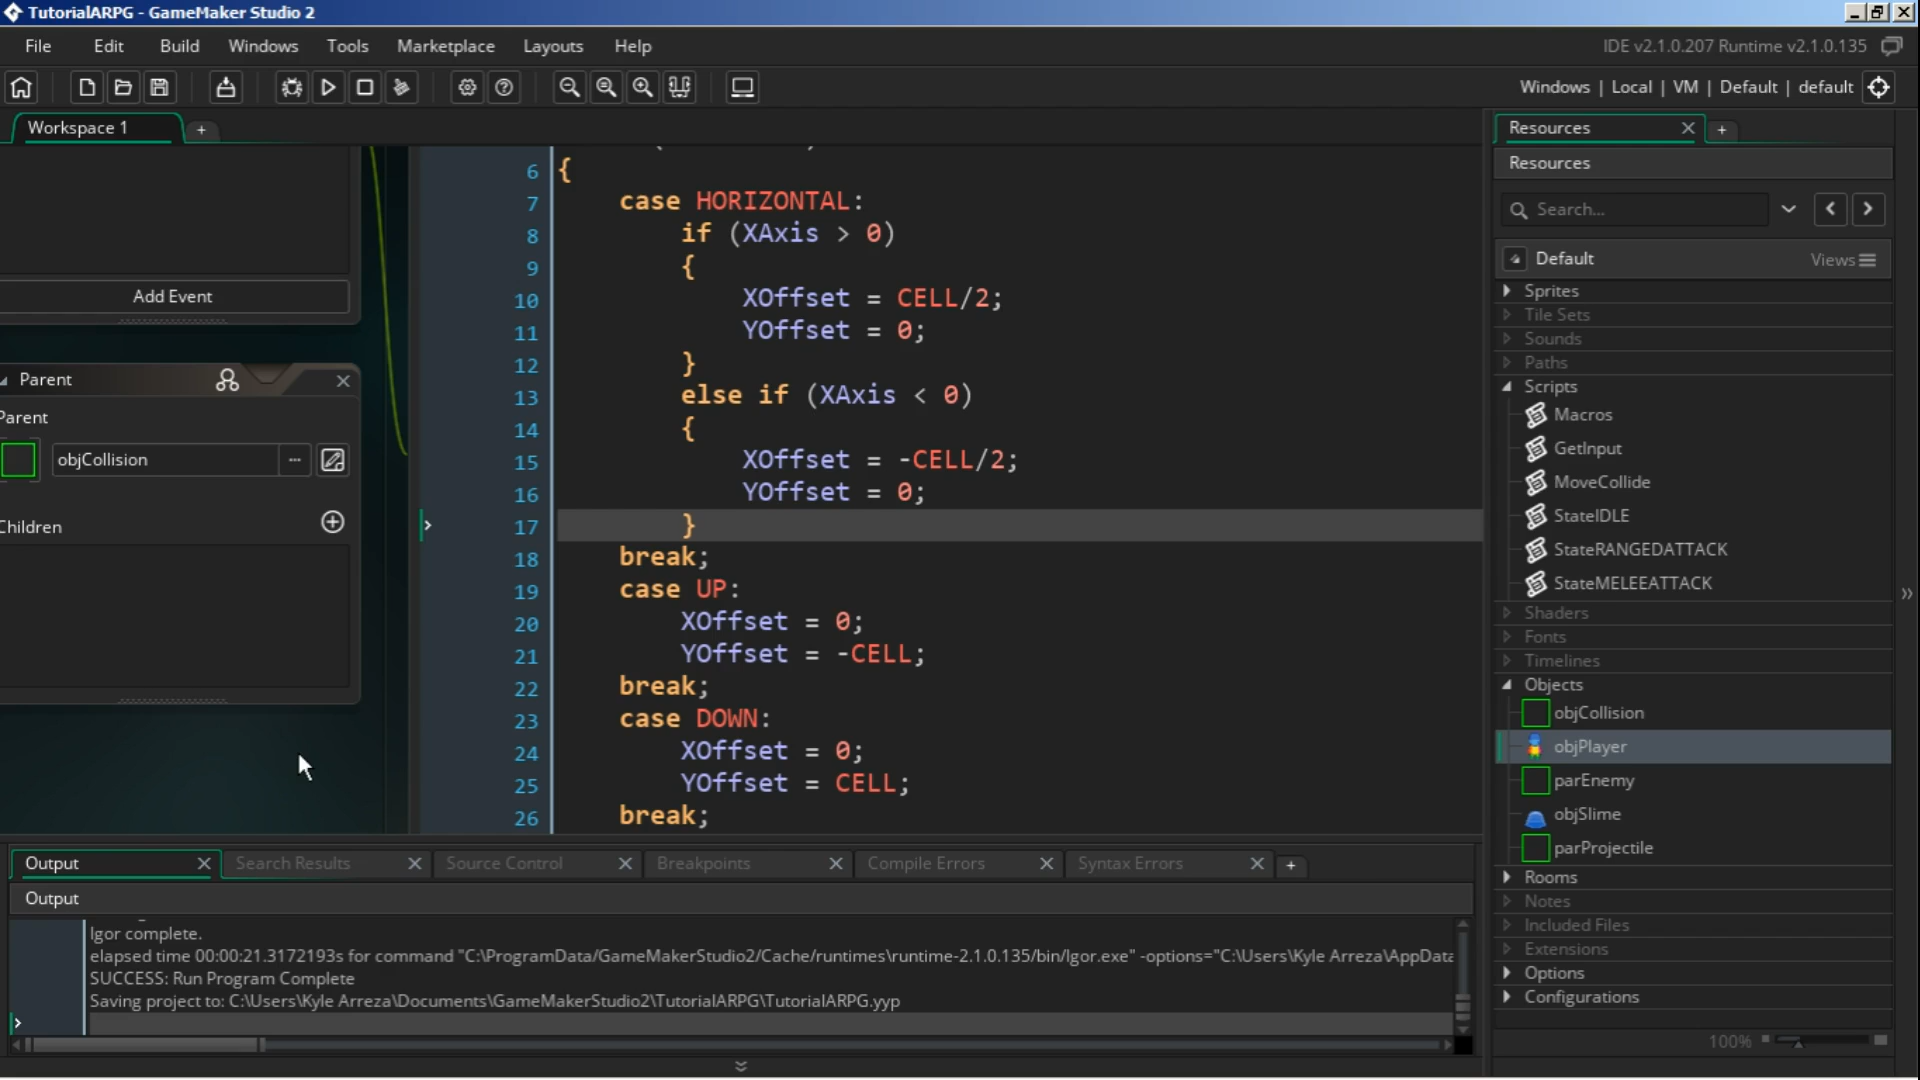 TutorialARPG - GameMaker Studio 2
File Edit Build Windows Tools Marketplace Layouts Help
IDE v2.1.0.207 Runtime v2.1.0.135
Windows | Local | VM | Default | default
Workspace 1
Add Event
Parent
Parent
objCollision
Children
6 {
7 case HORIZONTAL:
8 if (XAxis > 0)
9 {
10 XOffset = CELL/2;
11 YOffset = 0;
12 }
13 else if (XAxis < 0)
14 {
15 XOffset = -CELL/2;
16 YOffset = 0;
17 }
18 break;
19 case UP:
20 XOffset = 0;
21 YOffset = -CELL;
22 break;
23 case DOWN:
24 XOffset = 0;
25 YOffset = CELL;
26 break;
Output Search Results Source Control Breakpoints Compile Errors Syntax Errors
Output
Igor complete.
elapsed time 00:00:21.3172193s for command "C:\ProgramData/GameMakerStudio2/Cache/runtimes\runtime-2.1.0.135/bin/Igor.exe" -options="C:\Users\Kyle Arreza\AppData
SUCCESS: Run Program Complete
Saving project to: C:\Users\Kyle Arreza\Documents\GameMakerStudio2\TutorialARPG\TutorialARPG.yyp
Resources
Resources
Search...
Default Views
Sprites
Tile Sets
Sounds
Paths
Scripts
Macros
GetInput
MoveCollide
StateIDLE
StateRANGEDATTACK
StateMELEEATTACK
Shaders
Fonts
Timelines
Objects
objCollision
objPlayer
parEnemy
objSlime
parProjectile
Rooms
Notes
Included Files
Extensions
Options
Configurations
100%